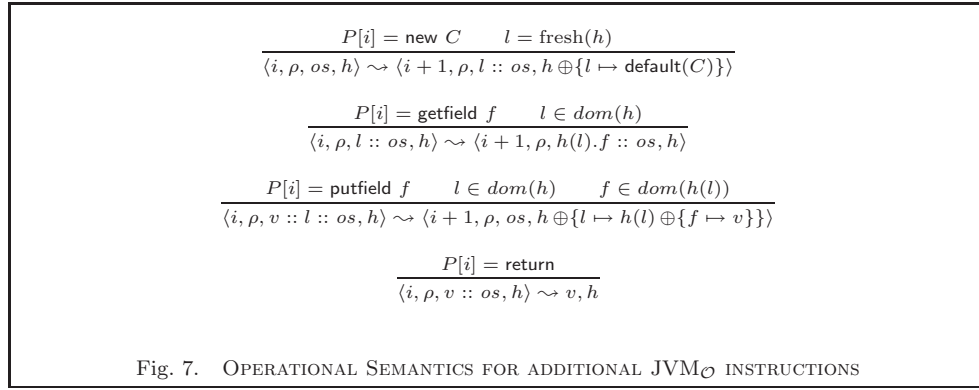 P[i] = new C l = fresh(h)
⟨i, ρ, os, h⟩ ⇝ ⟨i + 1, ρ, l :: os, h ⊕{l ↦ default(C)}⟩
P[i] = getfield f l ∈ dom(h)
⟨i, ρ, l :: os, h⟩ ⇝ ⟨i + 1, ρ, h(l).f :: os, h⟩
P[i] = putfield f l ∈ dom(h) f ∈ dom(h(l))
⟨i, ρ, v :: l :: os, h⟩ ⇝ ⟨i + 1, ρ, os, h ⊕{l ↦ h(l) ⊕{f ↦ v}}⟩
P[i] = return
⟨i, ρ, v :: os, h⟩ ⇝ v, h
Fig. 7. Operational Semantics for additional JVM𝒪 instructions